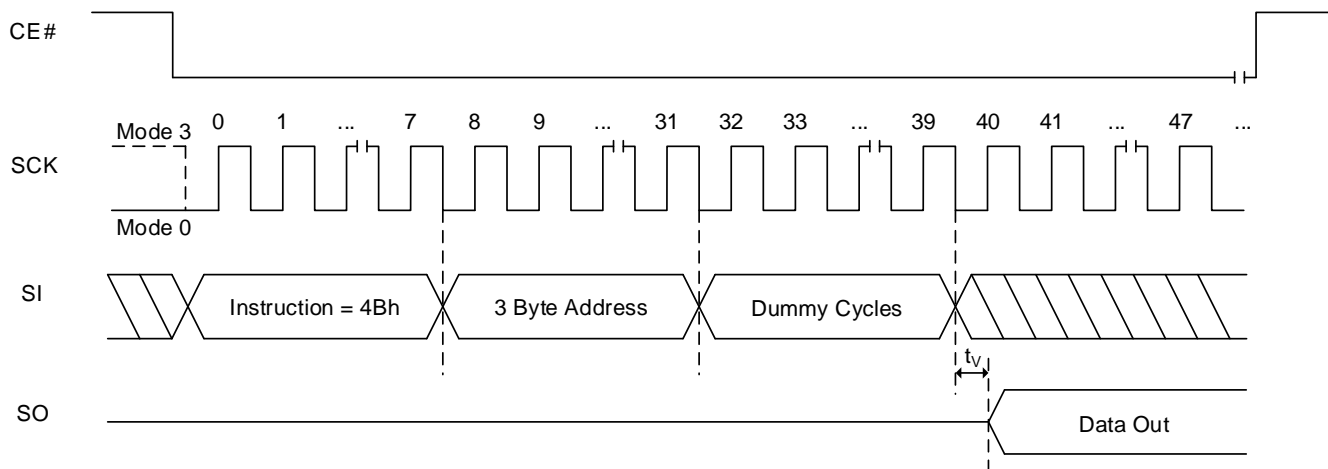 CE#
Mode 3 0 1 ... 7 8 9 ... 31 32 33 ... 39 40 41 ... 47 ...
SCK
Mode 0
SI Instruction = 4Bh 3 Byte Address Dummy Cycles
tV
SO Data Out